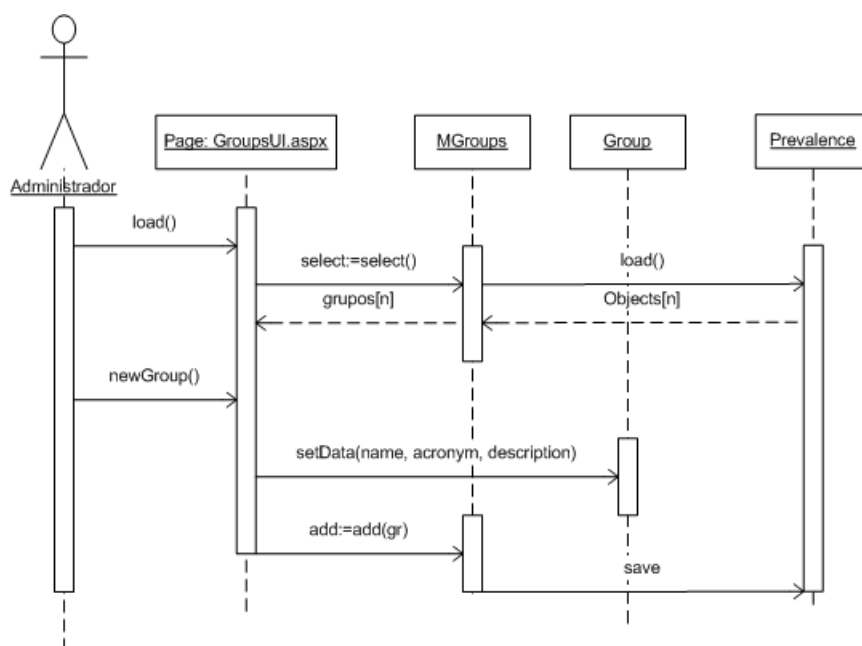 Page: GroupsUI.aspx
MGroups
Group
Prevalence
Administrador
load()
select:=select()
load()
grupos[n]
Objects[n]
newGroup()
setData(name, acronym, description)
add:=add(gr)
save